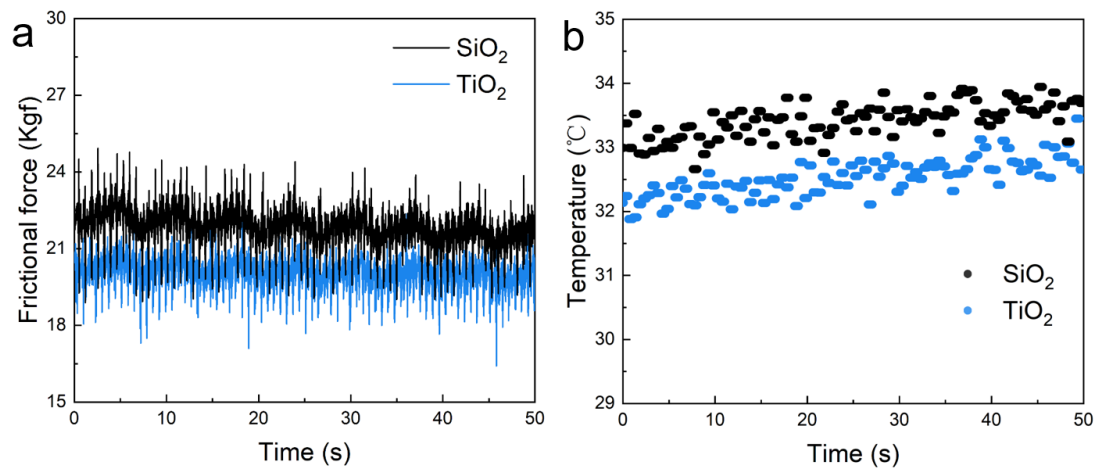 a
30
27
24
21
18
15
Frictional force (Kgf)
SiO₂
TiO₂
0 10 20 30 40 50
Time (s)
b
35
34
33
32
31
30
29
Temperature (℃)
SiO₂
TiO₂
0 10 20 30 40 50
Time (s)